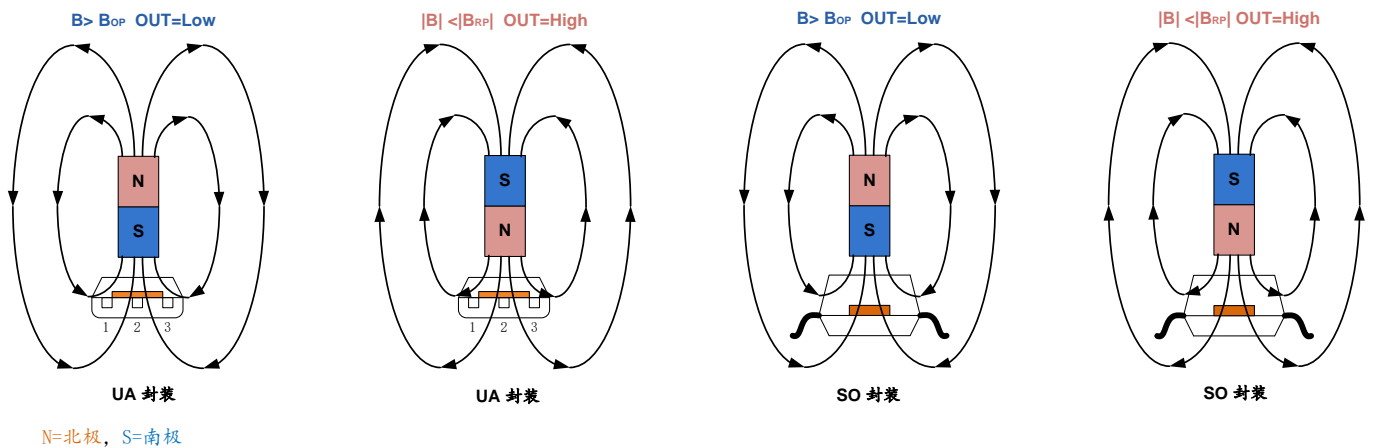 B> BOP OUT=Low
|B| <|BRP| OUT=High
B> BOP OUT=Low
|B| <|BRP| OUT=High
N
S
S
N
N
S
S
N
1 2 3
1 2 3
UA 封装
UA 封装
SO 封装
SO 封装
N=北极，S=南极